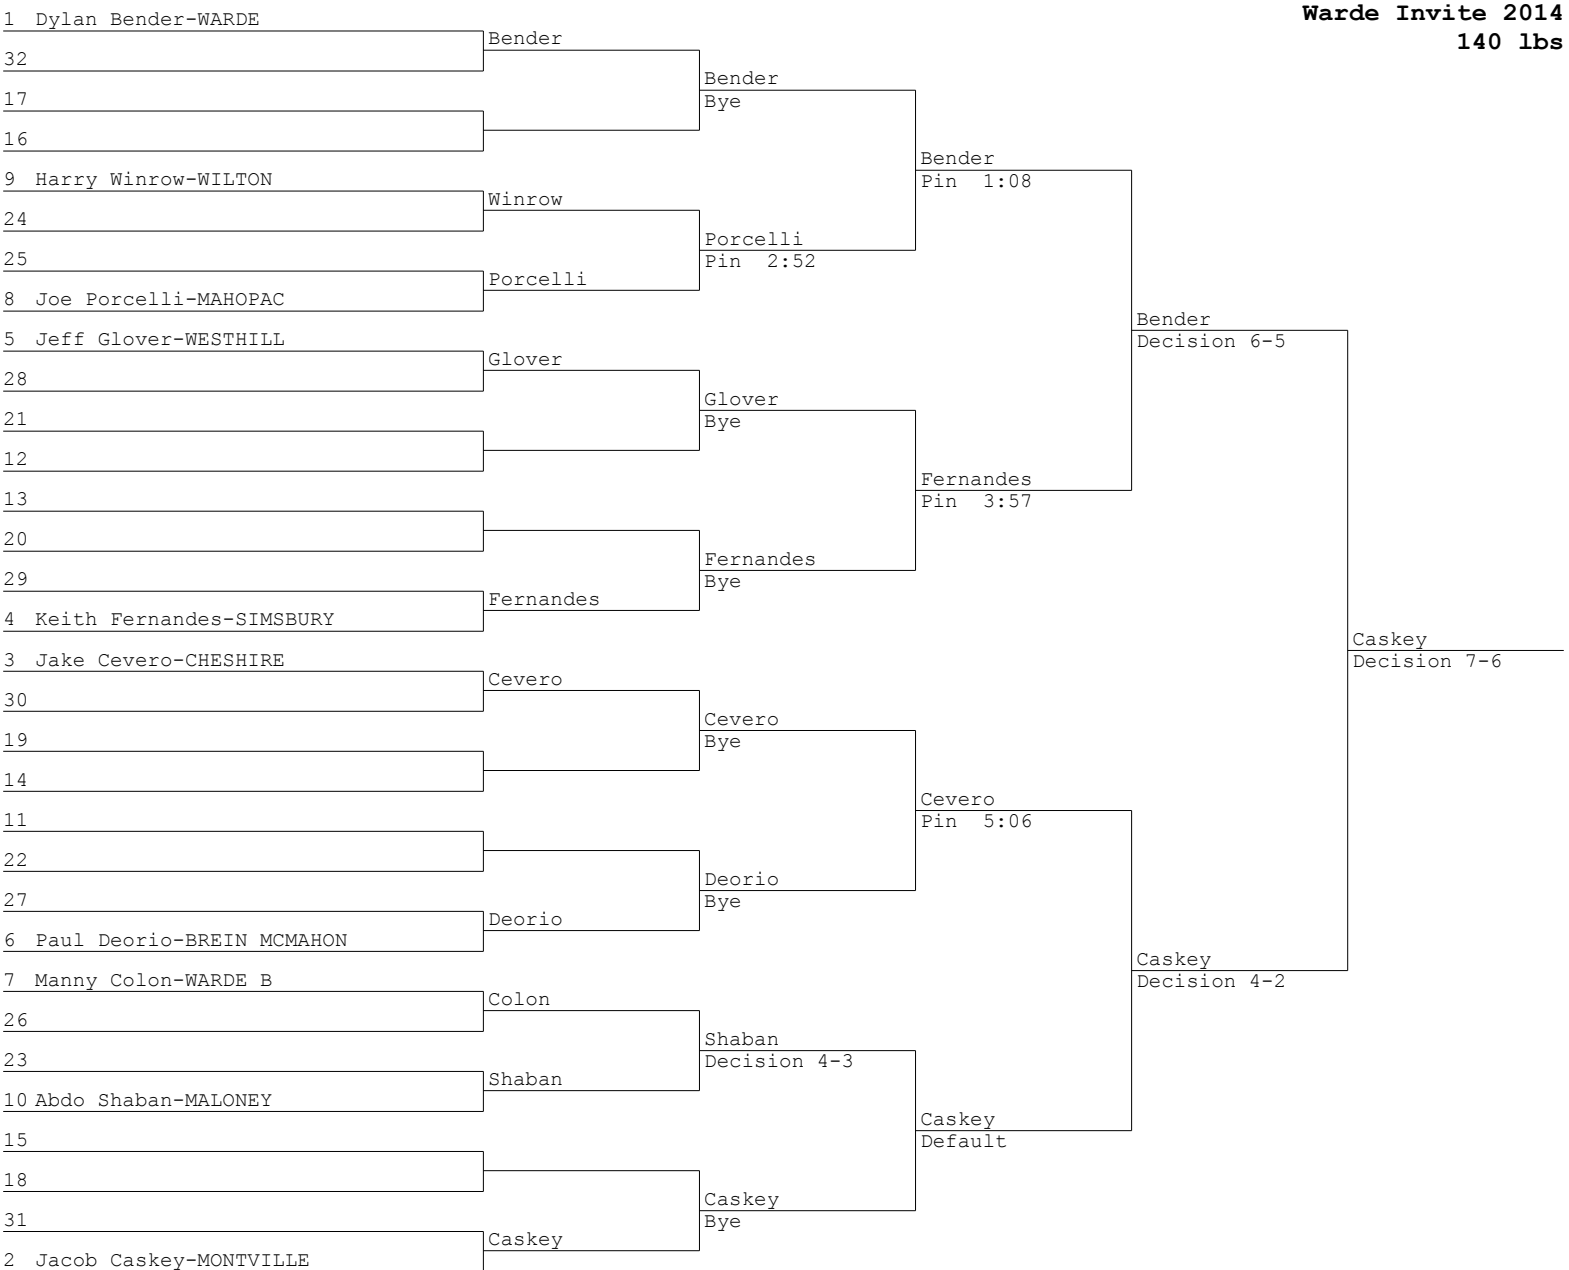 Warde Invite 2014
140 lbs
1 Dylan Bender-WARDE
32
17
16
9 Harry Winrow-WILTON
24
25
8 Joe Porcelli-MAHOPAC
5 Jeff Glover-WESTHILL
28
21
12
13
20
29
4 Keith Fernandes-SIMSBURY
3 Jake Cevero-CHESHIRE
30
19
14
11
22
27
6 Paul Deorio-BREIN MCMAHON
7 Manny Colon-WARDE B
26
23
10 Abdo Shaban-MALONEY
15
18
31
2 Jacob Caskey-MONTVILLE
Bender
Winrow
Porcelli
Glover
Fernandes
Cevero
Deorio
Colon
Shaban
Caskey
Bender
Bye
Porcelli
Pin 2:52
Glover
Bye
Fernandes
Bye
Cevero
Bye
Deorio
Bye
Shaban
Decision 4-3
Caskey
Bye
Bender
Pin 1:08
Fernandes
Pin 3:57
Cevero
Pin 5:06
Caskey
Default
Bender
Decision 6-5
Caskey
Decision 4-2
Caskey
Decision 7-6